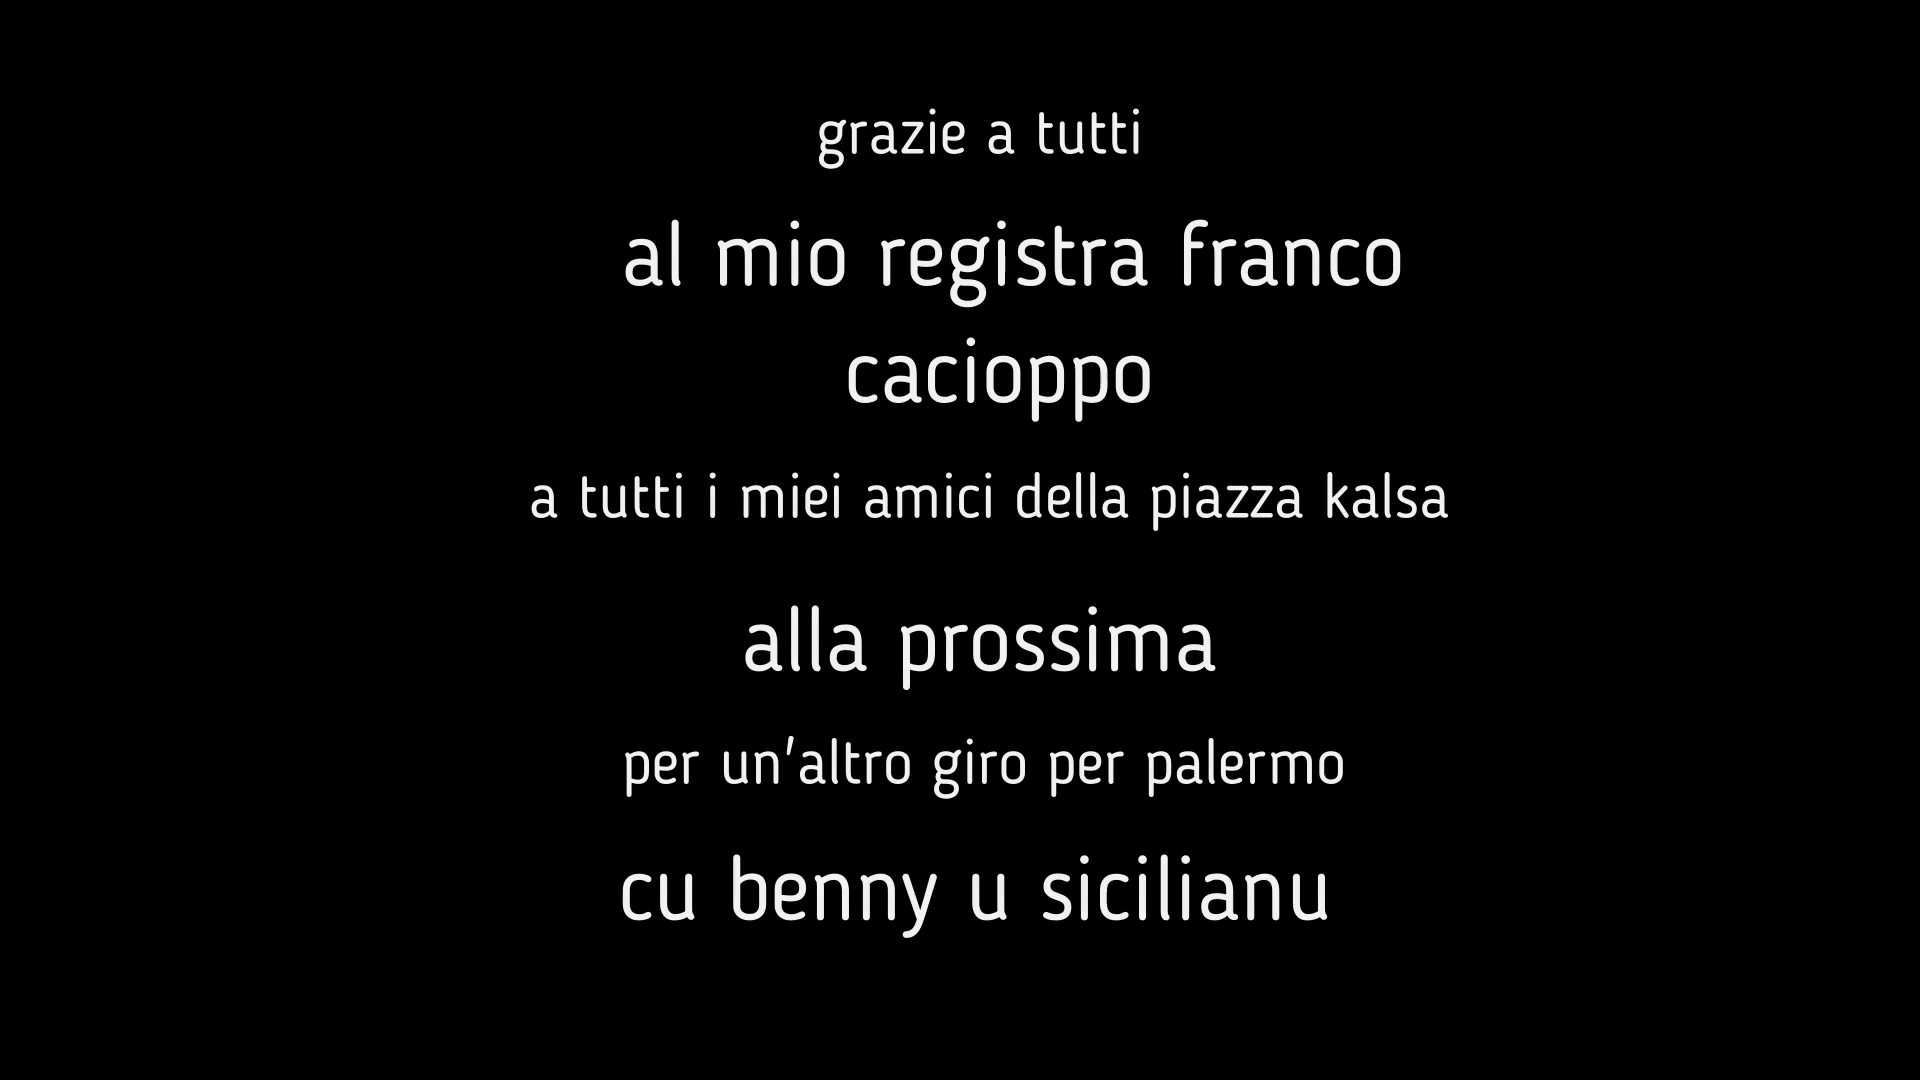 grazie a tutti
al mio registra franco
cacioppo
a tutti i miei amici della piazza kalsa
alla prossima
per un'altro giro per palermo
cu benny u sicilianu